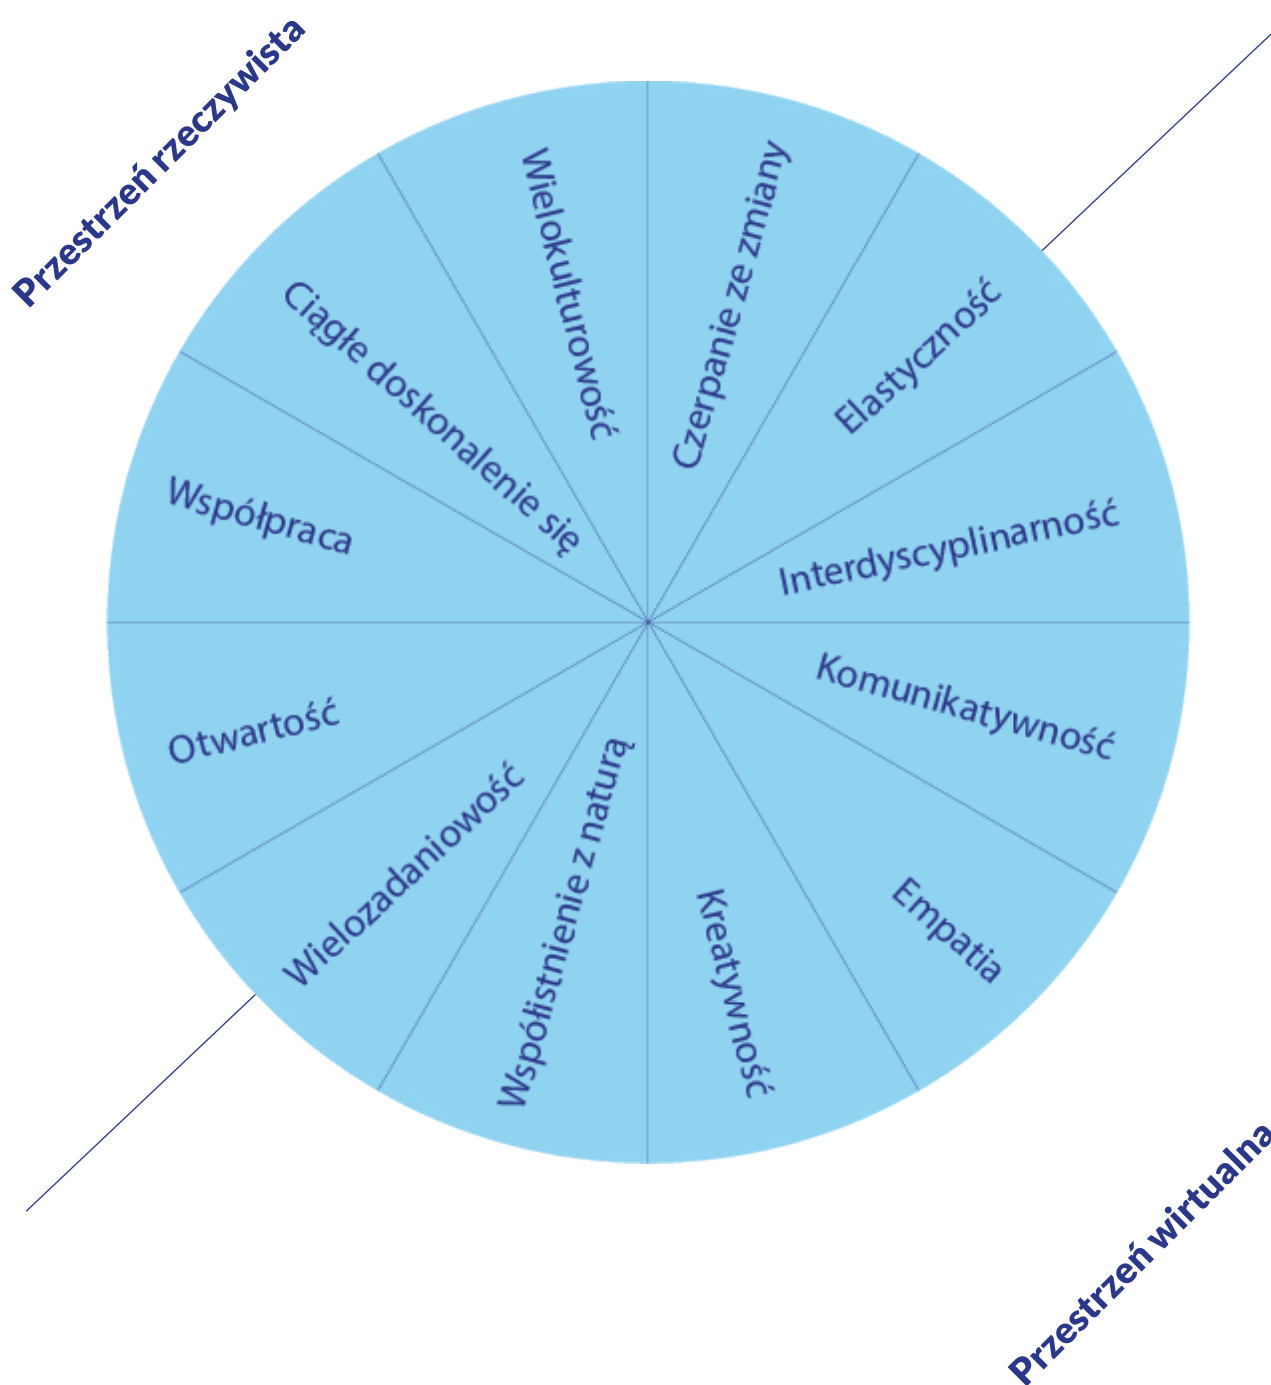 Przestrzeń rzeczywista
Wielokulturowość
Czerpanie ze zmiany
Elastyczność
Interdyscyplinarność
Komunikatywność
Empatia
Kreatywność
Współistnienie z naturą
Wielozadaniowość
Otwartość
Współpraca
Ciągłe doskonalenie się
Przestrzeń wirtualna